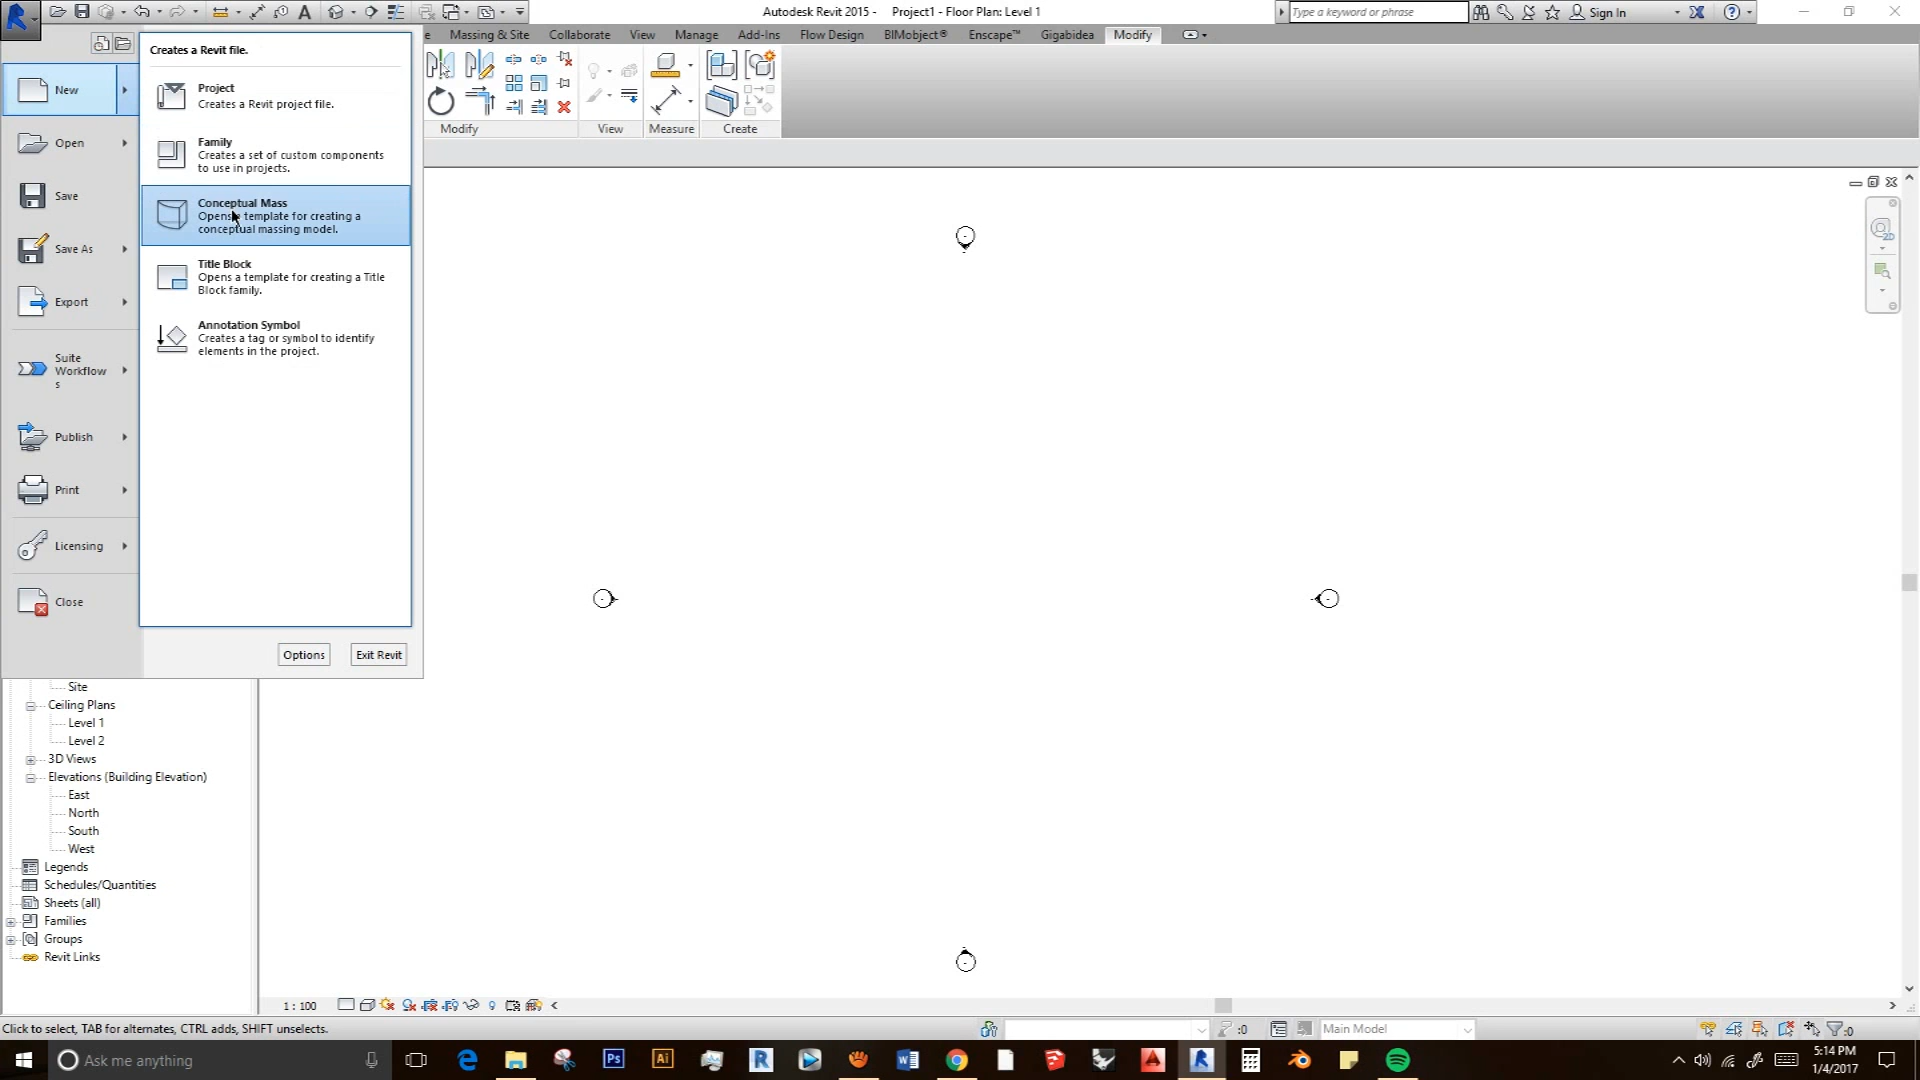 Autodesk Revit 2015 - Project1 - Floor Plan: Level 1
Type a keyword or phrase
Sign In
Massing & Site Collaborate View Manage Add-Ins Flow Design BIMobject® Enscape™ Gigabidea Modify
Modify View Measure Create
Creates a Revit file.
New
Open
Save
Save As
Export
Suite
Workflow
s
Publish
Print
Licensing
Close
Project
Creates a Revit project file.
Family
Creates a set of custom components
to use in projects.
Conceptual Mass
Opens a template for creating a
conceptual massing model.
Title Block
Opens a template for creating a Title
Block family.
Annotation Symbol
Creates a tag or symbol to identify
elements in the project.
Options Exit Revit
2D
Site
Ceiling Plans
Level 1
Level 2
3D Views
Elevations (Building Elevation)
East
North
South
West
Legends
Schedules/Quantities
Sheets (all)
Families
Groups
Revit Links
1 : 100
Click to select, TAB for alternates, CTRL adds, SHIFT unselects.
:0
Main Model
:0
Ask me anything
Ps
Ai
5:14 PM
1/4/2017